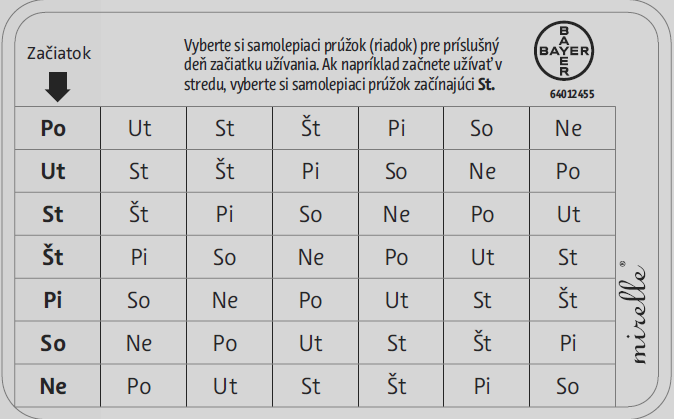 Začiatok
Vyberte si samolepiaci prúžok (riadok) pre príslušný
deň začiatku užívania. Ak napríklad začnete užívať v
stredu, vyberte si samolepiaci prúžok začínajúci St.
BAYER
BAYER
64012455
Po Ut St Št Pi So Ne
Ut St Št Pi So Ne Po
St Št Pi So Ne Po Ut
Št Pi So Ne Po Ut St
Pi So Ne Po Ut St Št
So Ne Po Ut St Št Pi
Ne Po Ut St Št Pi So
mirelle®